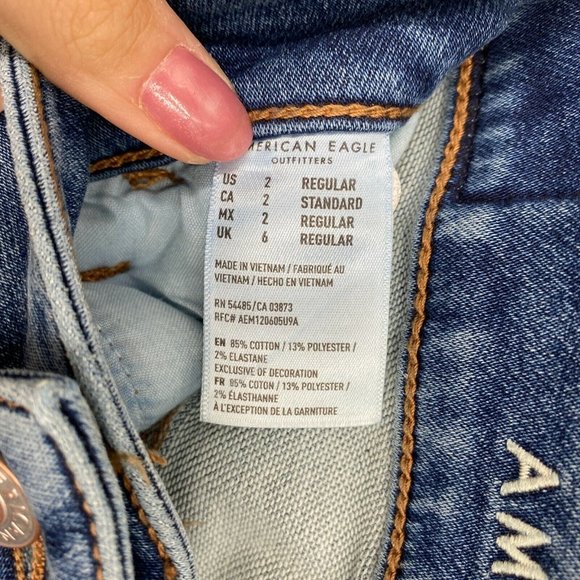 MERICAN EAGLE
OUTFITTERS
US 2 REGULAR
CA 2 STANDARD
MX 2 REGULAR
UK 6 REGULAR
MADE IN VIETNAM / FABRIQUÉ AU
VIETNAM / HECHO EN VIETNAM
RN 54485/CA 03873
RFC# AEM120605U9A
EN 85% COTTON / 13% POLYESTER /
2% ELASTANE
EXCLUSIVE OF DECORATION
FR 85% COTON / 13% POLYESTER /
2% ÉLASTHANNE
À L'EXCEPTION DE LA GARNITURE
AM